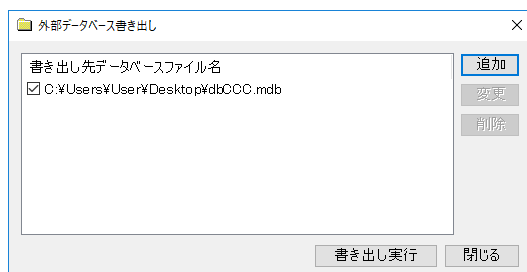 外部データベース書き出し
書き出し先データベースファイル名
C:¥Users¥User¥Desktop¥dbCCC.mdb
追加
変更
削除
書き出し実行
閉じる